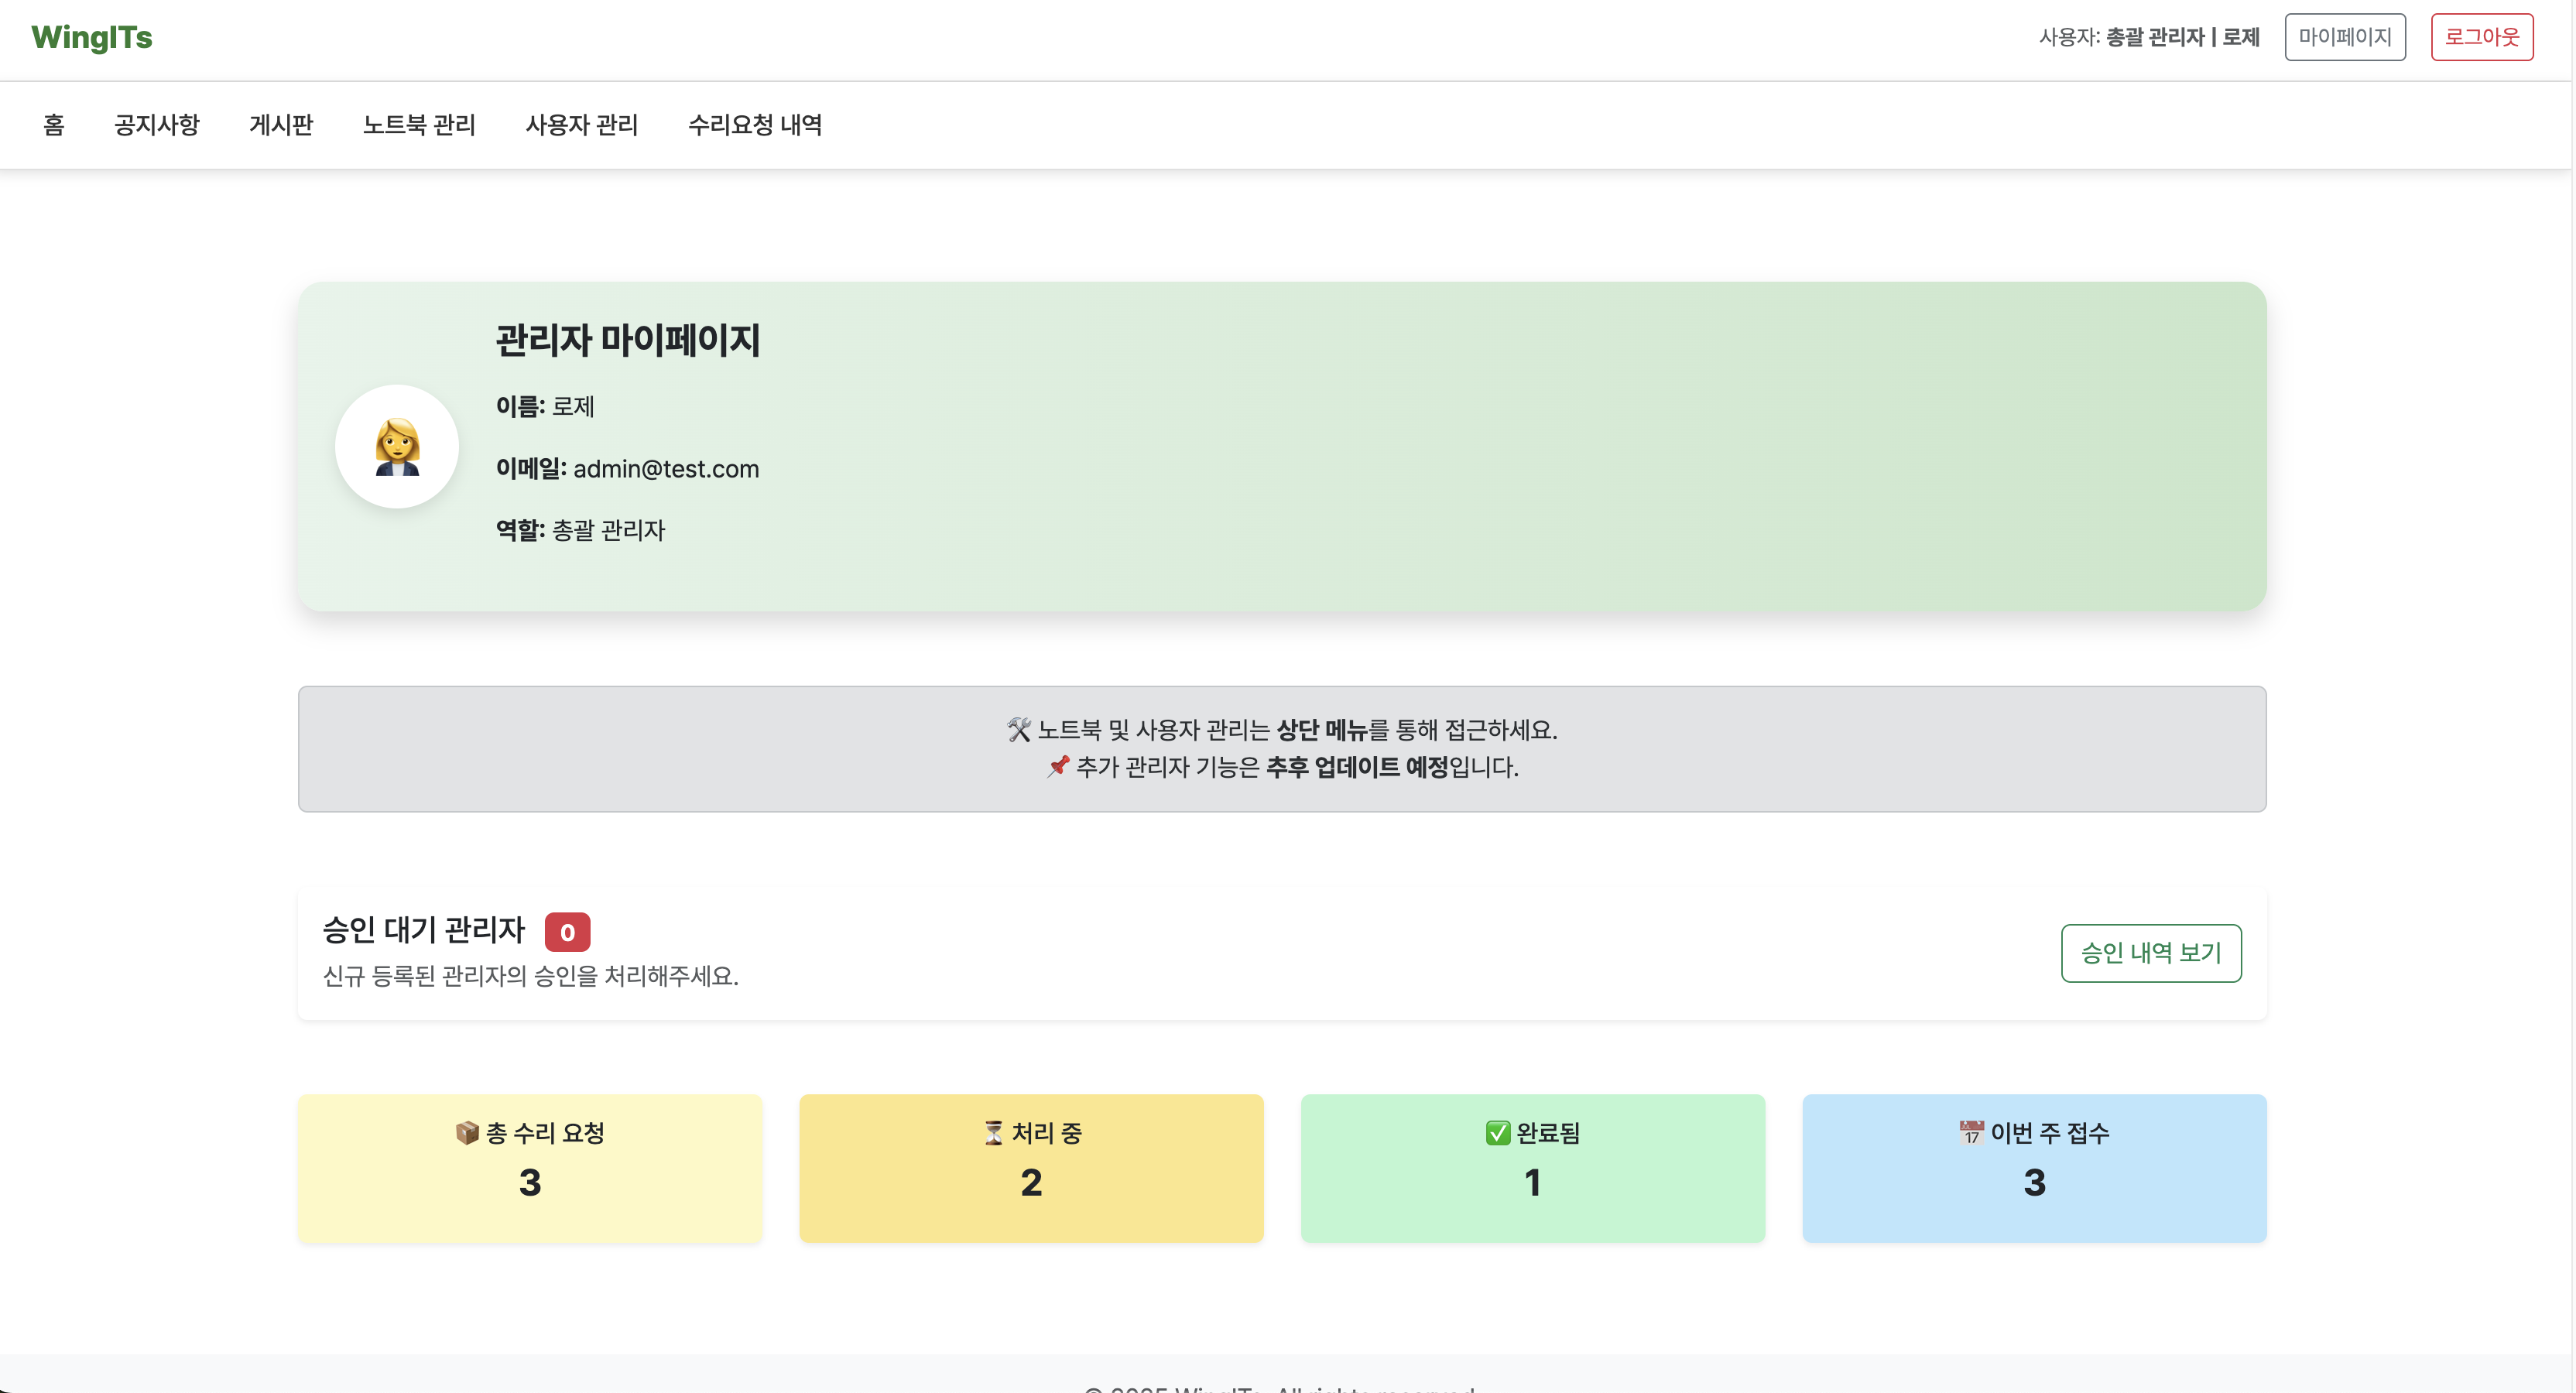 WingITs
사용자: 총괄 관리자 | 로제
마이페이지
로그아웃
홈
공지사항
게시판
노트북 관리
사용자 관리
수리요청 내역
관리자 마이페이지
이름: 로제
이메일: admin@test.com
역할: 총괄 관리자
🛠️ 노트북 및 사용자 관리는 상단 메뉴를 통해 접근하세요.
📌 추가 관리자 기능은 추후 업데이트 예정입니다.
승인 대기 관리자 0
신규 등록된 관리자의 승인을 처리해주세요.
승인 내역 보기
📦 총 수리 요청
3
⏳ 처리 중
2
✅ 완료됨
1
📅 이번 주 접수
3
© 2025 WingITs. All rights reserved.